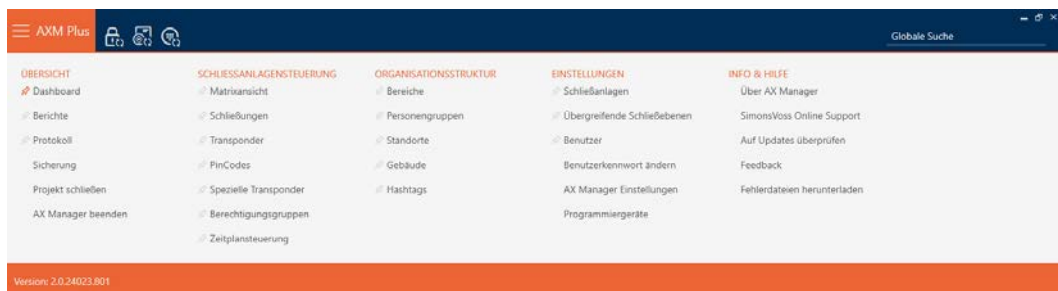 AXM Plus
Globale Suche
ÜBERSICHT
Dashboard
Berichte
Protokoll
Sicherung
Projekt schließen
AX Manager beenden
SCHLIESSANLAGENSTEUERUNG
Matrixansicht
Schließungen
Transponder
PinCodes
Spezielle Transponder
Berechtigungsgruppen
Zeitplansteuerung
ORGANISATIONSSTRUKTUR
Bereiche
Personengruppen
Standorte
Gebäude
Hashtags
EINSTELLUNGEN
Schließanlagen
Übergreifende Schließebenen
Benutzer
Benutzerkennwort ändern
AX Manager Einstellungen
Programmiergeräte
INFO & HILFE
Über AX Manager
SimonsVoss Online Support
Auf Updates überprüfen
Feedback
Fehlerdateien herunterladen
Version: 2.0.24023.801